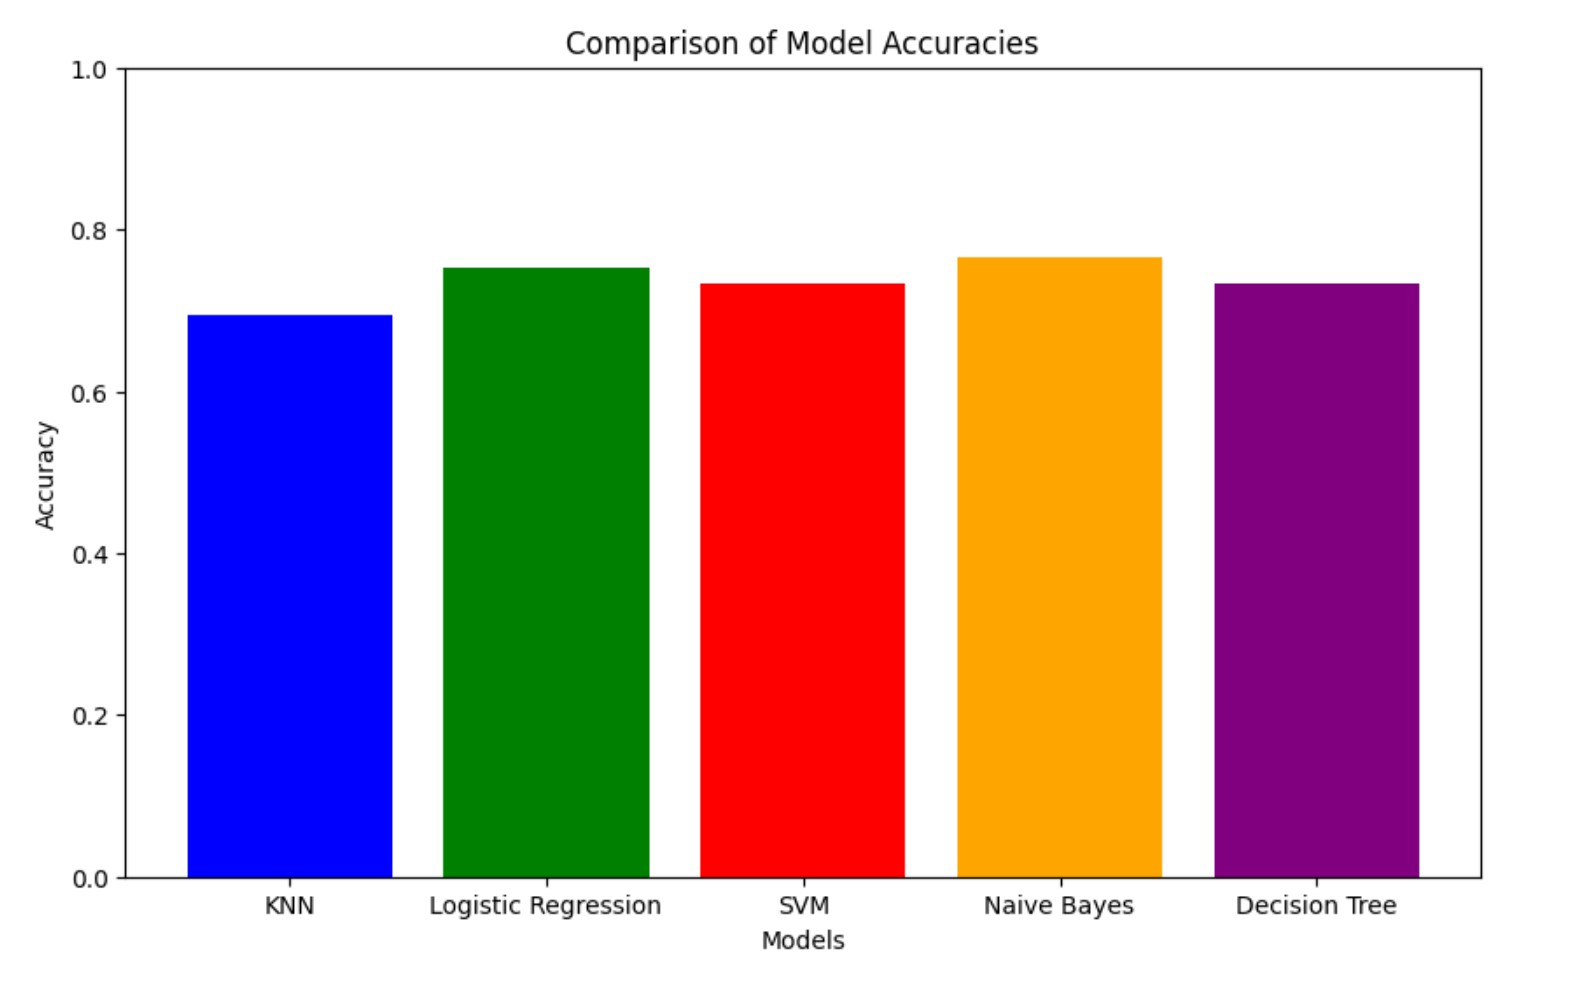 Comparison of Model Accuracies
1.0
0.8
0.6
0.4
0.2
0.0
Accuracy
KNN Logistic Regression SVM Naive Bayes Decision Tree
Models